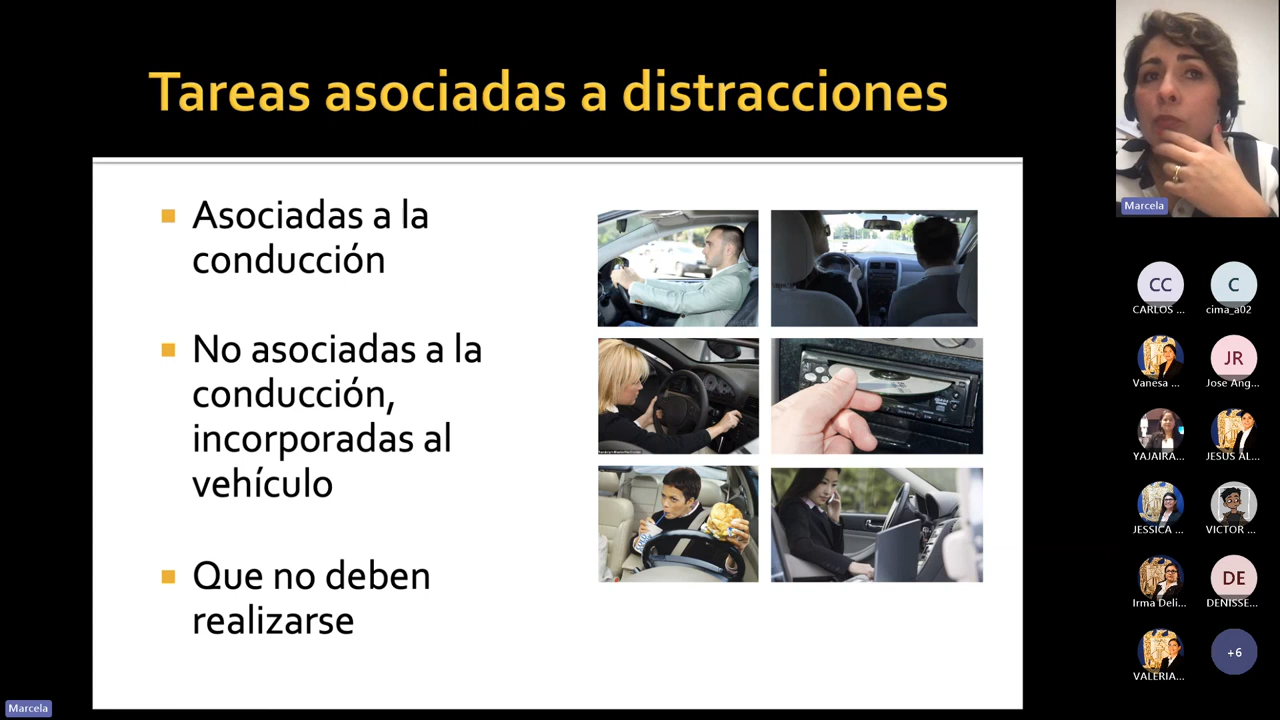 Tareas asociadas a distracciones
Asociadas a la
conducción
No asociadas a la
conducción,
incorporadas al
vehículo
Que no deben
realizarse
Marcela
CC
CARLOS ...
C
cima_a02
Vanesa ...
JR
Jose Ang...
YAJAIRA...
JESUS AL...
JESSICA ...
VICTOR ...
Irma Deli...
DE
DENISSE...
VALERIA...
+6
Marcela